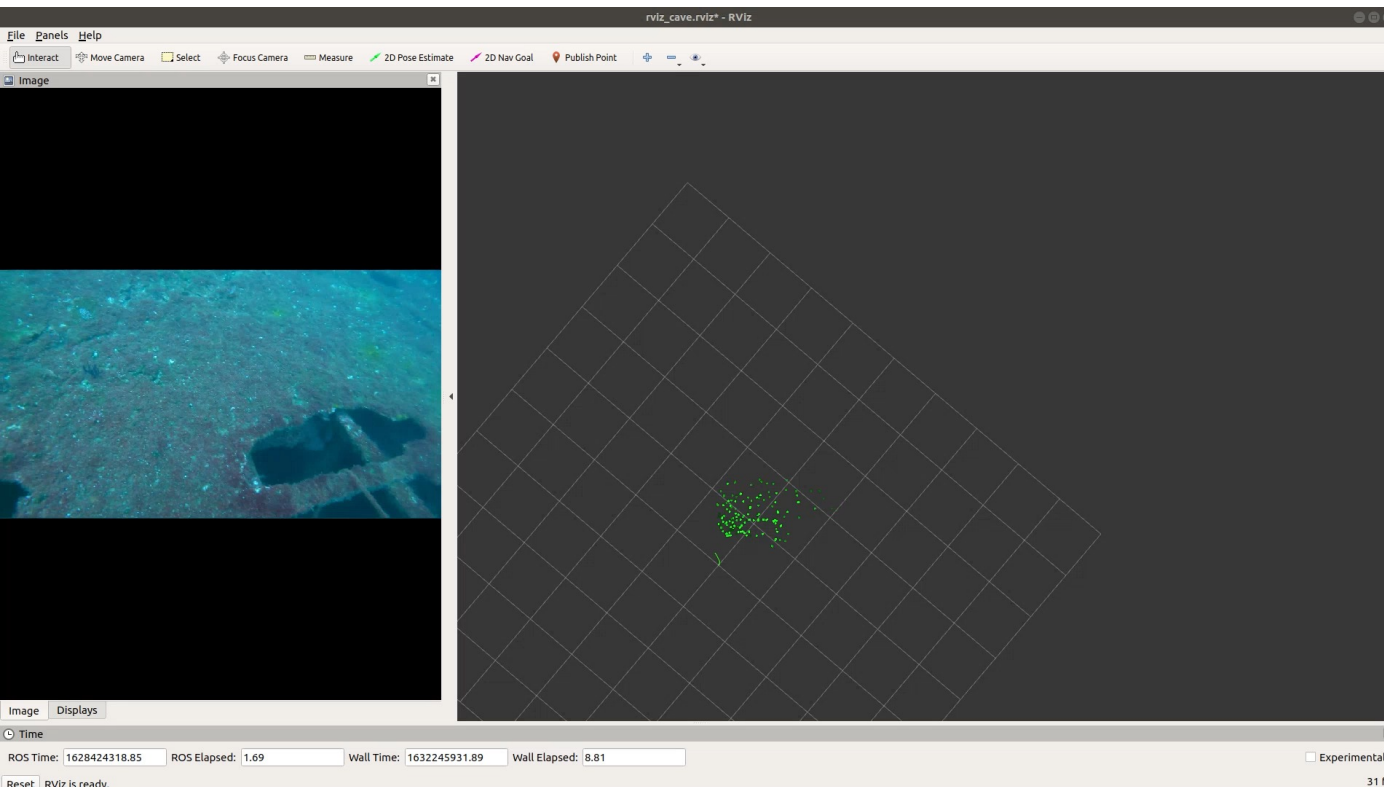 rviz_cave.rviz* - RViz
File Panels Help
Interact Move Camera Select Focus Camera Measure 2D Pose Estimate 2D Nav Goal Publish Point
Image
Image Displays
Time
ROS Time: 1628424318.85 ROS Elapsed: 1.69 Wall Time: 1632245931.89 Wall Elapsed: 8.81 Experimental
Reset RViz is ready. 31